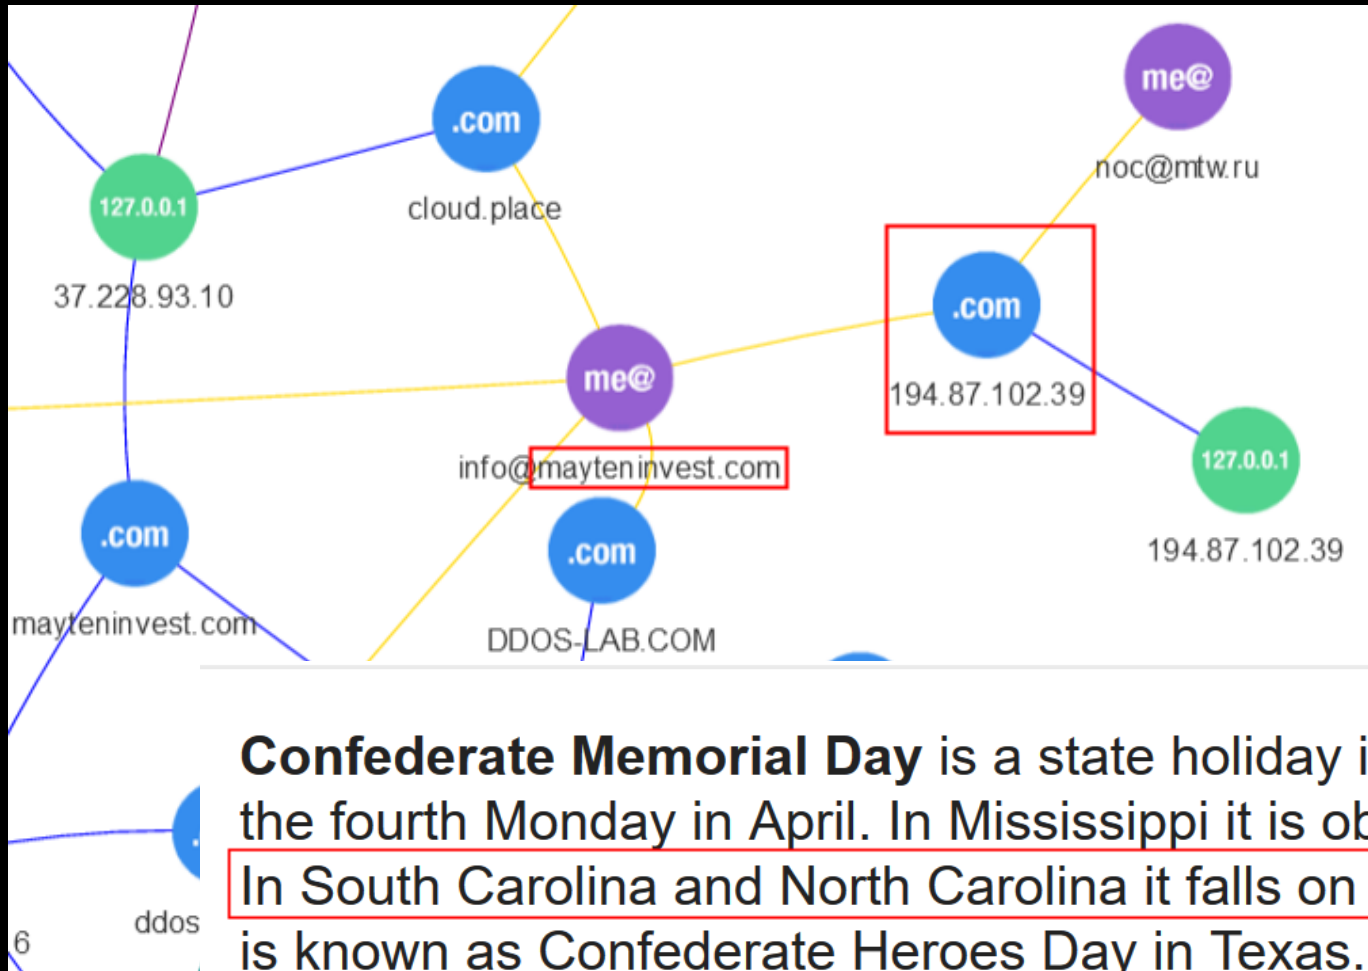 me@
noc@mtw.ru
.com
cloud.place
127.0.0.1
37.228.93.10
.com
194.87.102.39
me@
info@mayteninvest.com
127.0.0.1
194.87.102.39
.com
mayteninvest.com
.com
DDOS-LAB.COM
Confederate Memorial Day is a state holiday i
the fourth Monday in April. In Mississippi it is ob
In South Carolina and North Carolina it falls on
is known as Confederate Heroes Day in Texas.
ddos
6